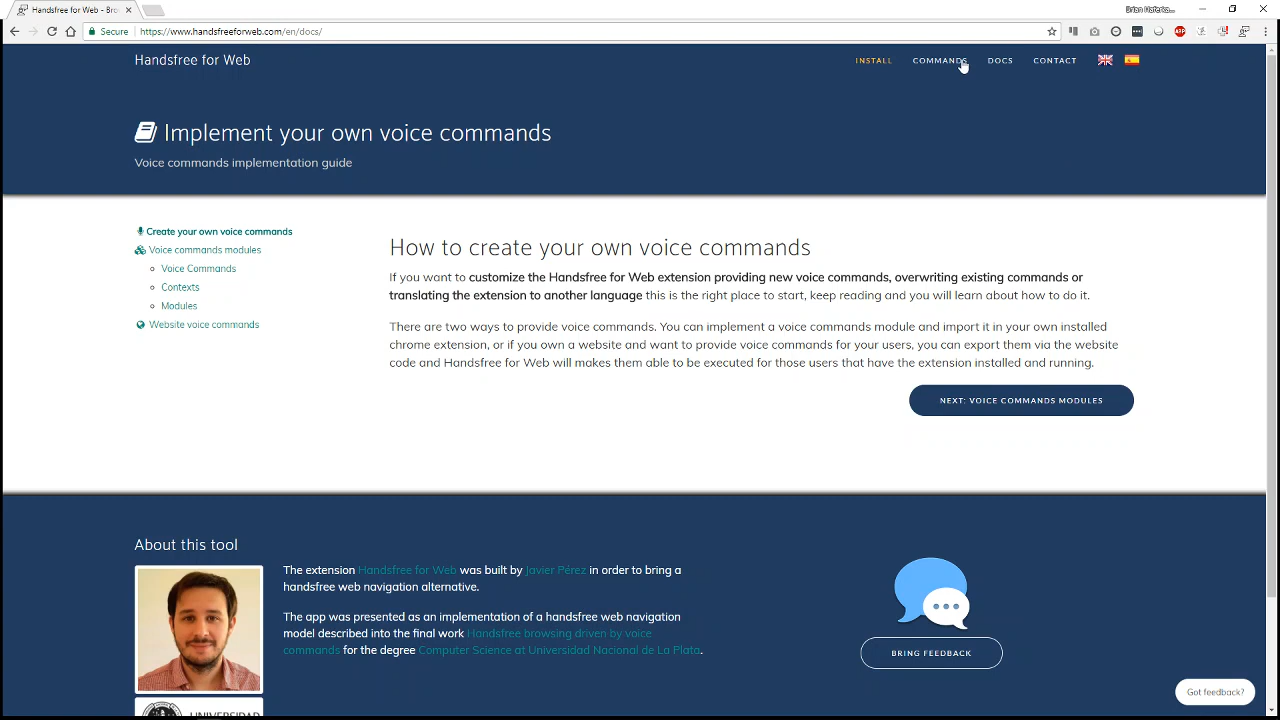 Handsfree for Web - Bro
Secure
https://www.handsfreeforweb.com/en/docs/
Handsfree for Web
INSTALL
COMMANDS
DOCS
CONTACT
Implement your own voice commands
Voice commands implementation guide
Create your own voice commands
Voice commands modules
Voice Commands
Contexts
Modules
Website voice commands
How to create your own voice commands
If you want to customize the Handsfree for Web extension providing new voice commands, overwriting existing commands or
translating the extension to another language this is the right place to start, keep reading and you will learn about how to do it.
There are two ways to provide voice commands. You can implement a voice commands module and import it in your own installed
chrome extension, or if you own a website and want to provide voice commands for your users, you can export them via the website
code and Handsfree for Web will makes them able to be executed for those users that have the extension installed and running.
NEXT: VOICE COMMANDS MODULES
About this tool
The extension Handsfree for Web was built by Javier Pérez in order to bring a
handsfree web navigation alternative.
The app was presented as an implementation of a handsfree web navigation
model described into the final work Handsfree browsing driven by voice
commands for the degree Computer Science at Universidad Nacional de La Plata.
BRING FEEDBACK
Got feedback?
UNIVERSIDAD